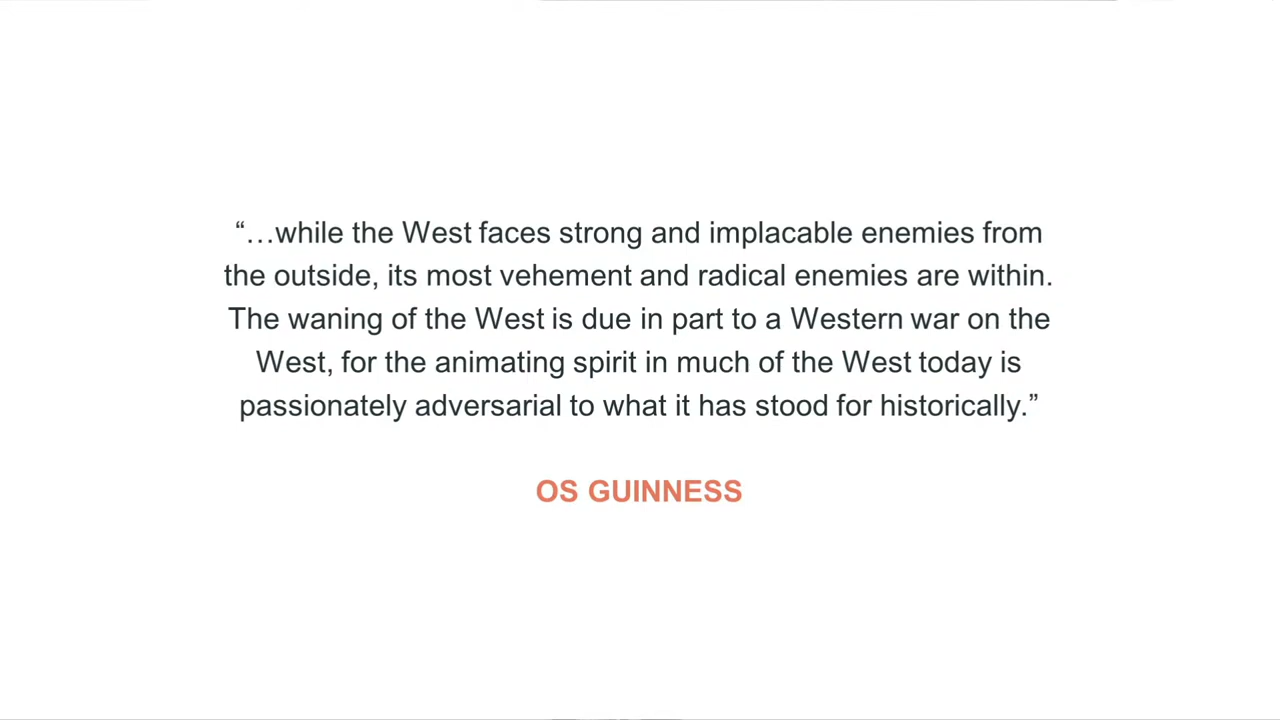 “…while the West faces strong and implacable enemies from
the outside, its most vehement and radical enemies are within.
The waning of the West is due in part to a Western war on the
West, for the animating spirit in much of the West today is
passionately adversarial to what it has stood for historically.”
OS GUINNESS